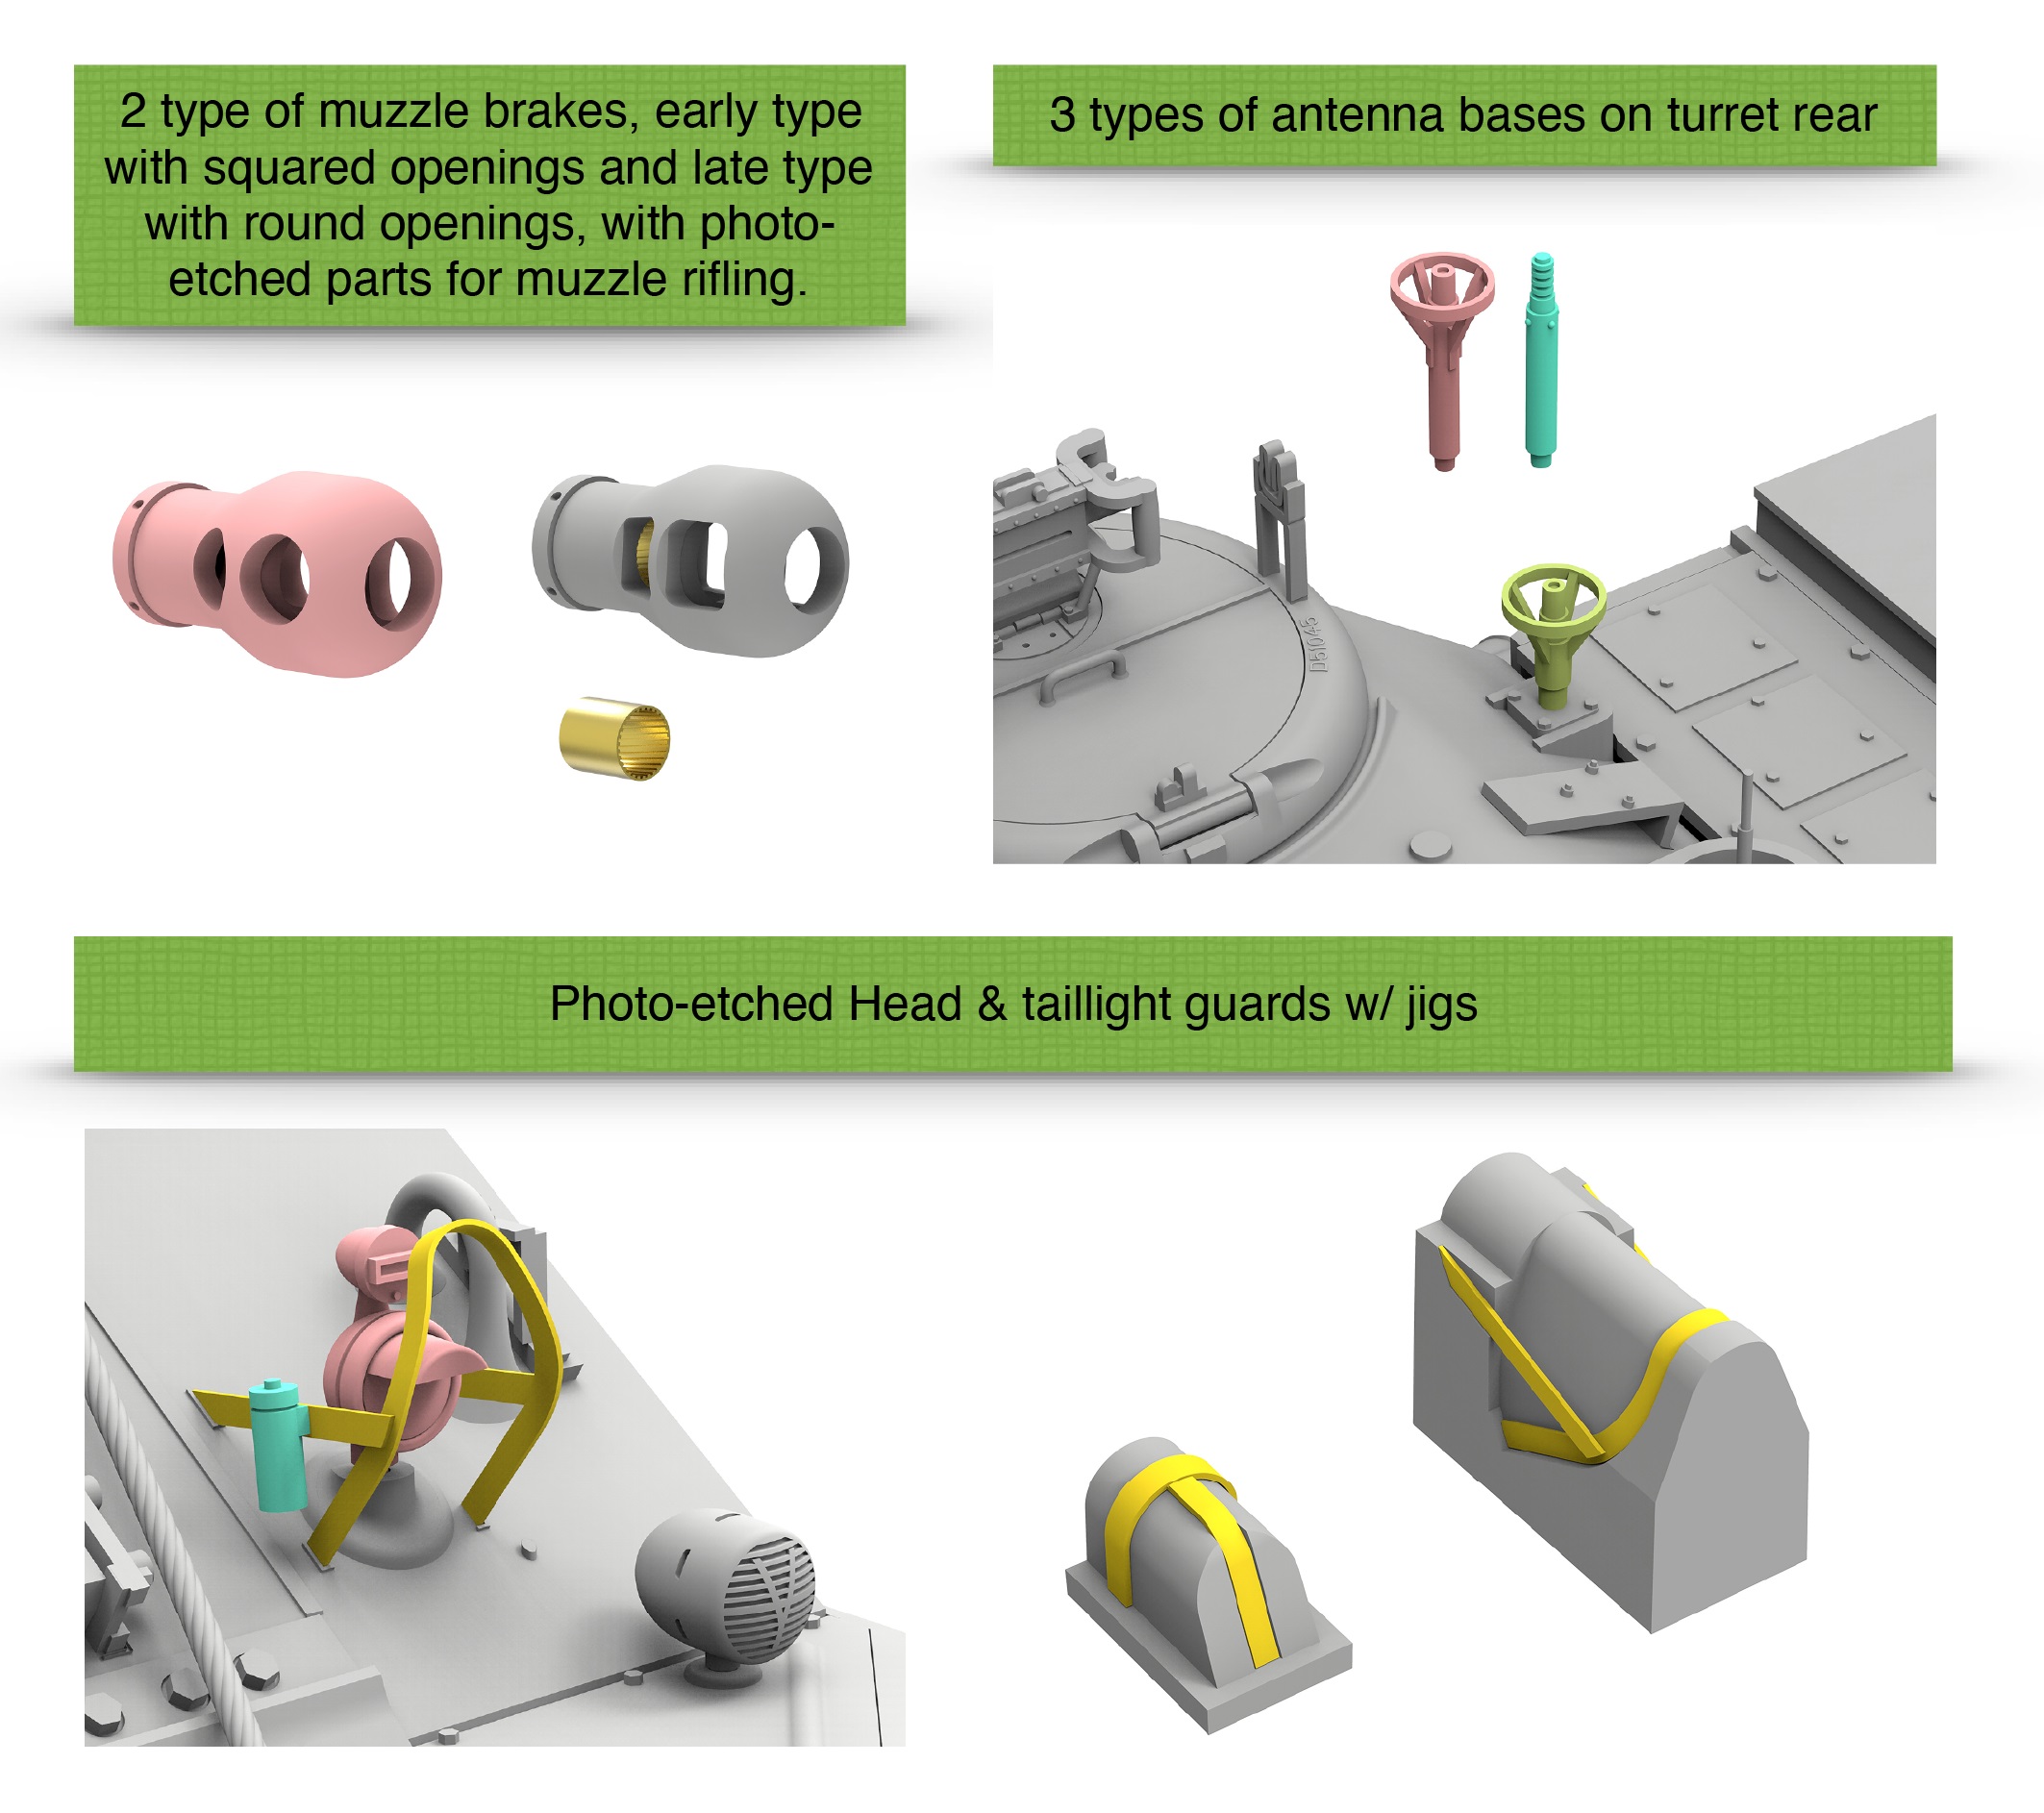 2 type of muzzle brakes, early type
with squared openings and late type
with round openings, with photo-
etched parts for muzzle rifling.
3 types of antenna bases on turret rear
Photo-etched Head & taillight guards w/ jigs